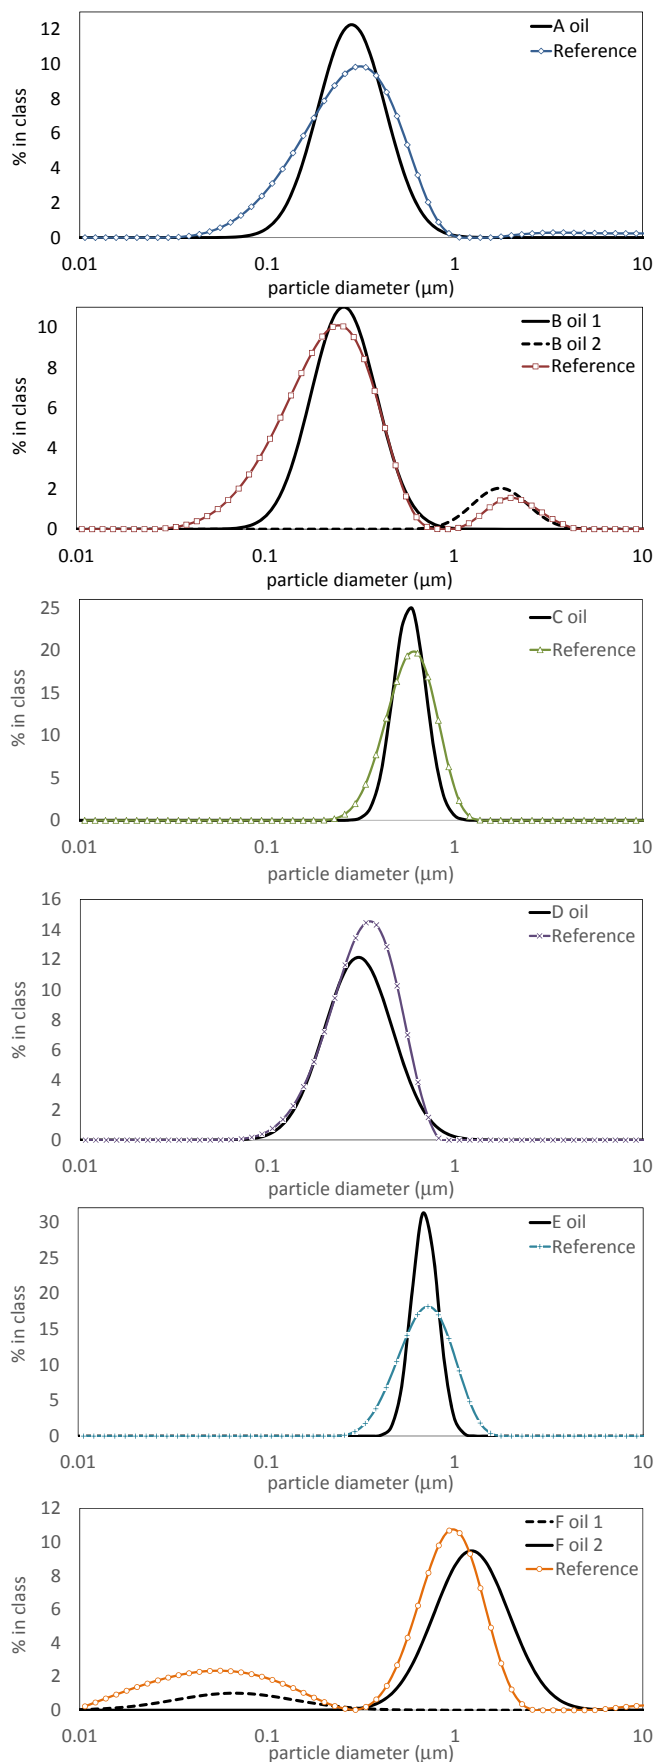 12
10
8
6
4
2
0
% in class
A oil
Reference
0.01
0.1
1
10
particle diameter (µm)
10
8
6
4
2
0
% in class
B oil 1
B oil 2
Reference
0.01
0.1
1
10
particle diameter (µm)
25
20
15
10
5
0
% in class
C oil
Reference
0.01
0.1
1
10
particle diameter (µm)
16
14
12
10
8
6
4
2
0
% in class
D oil
Reference
0.01
0.1
1
10
particle diameter (µm)
30
25
20
15
10
5
0
% in class
E oil
Reference
0.01
0.1
1
10
particle diameter (µm)
12
10
8
6
4
2
0
% in class
F oil 1
F oil 2
Reference
0.01
0.1
1
10
particle diameter (µm)